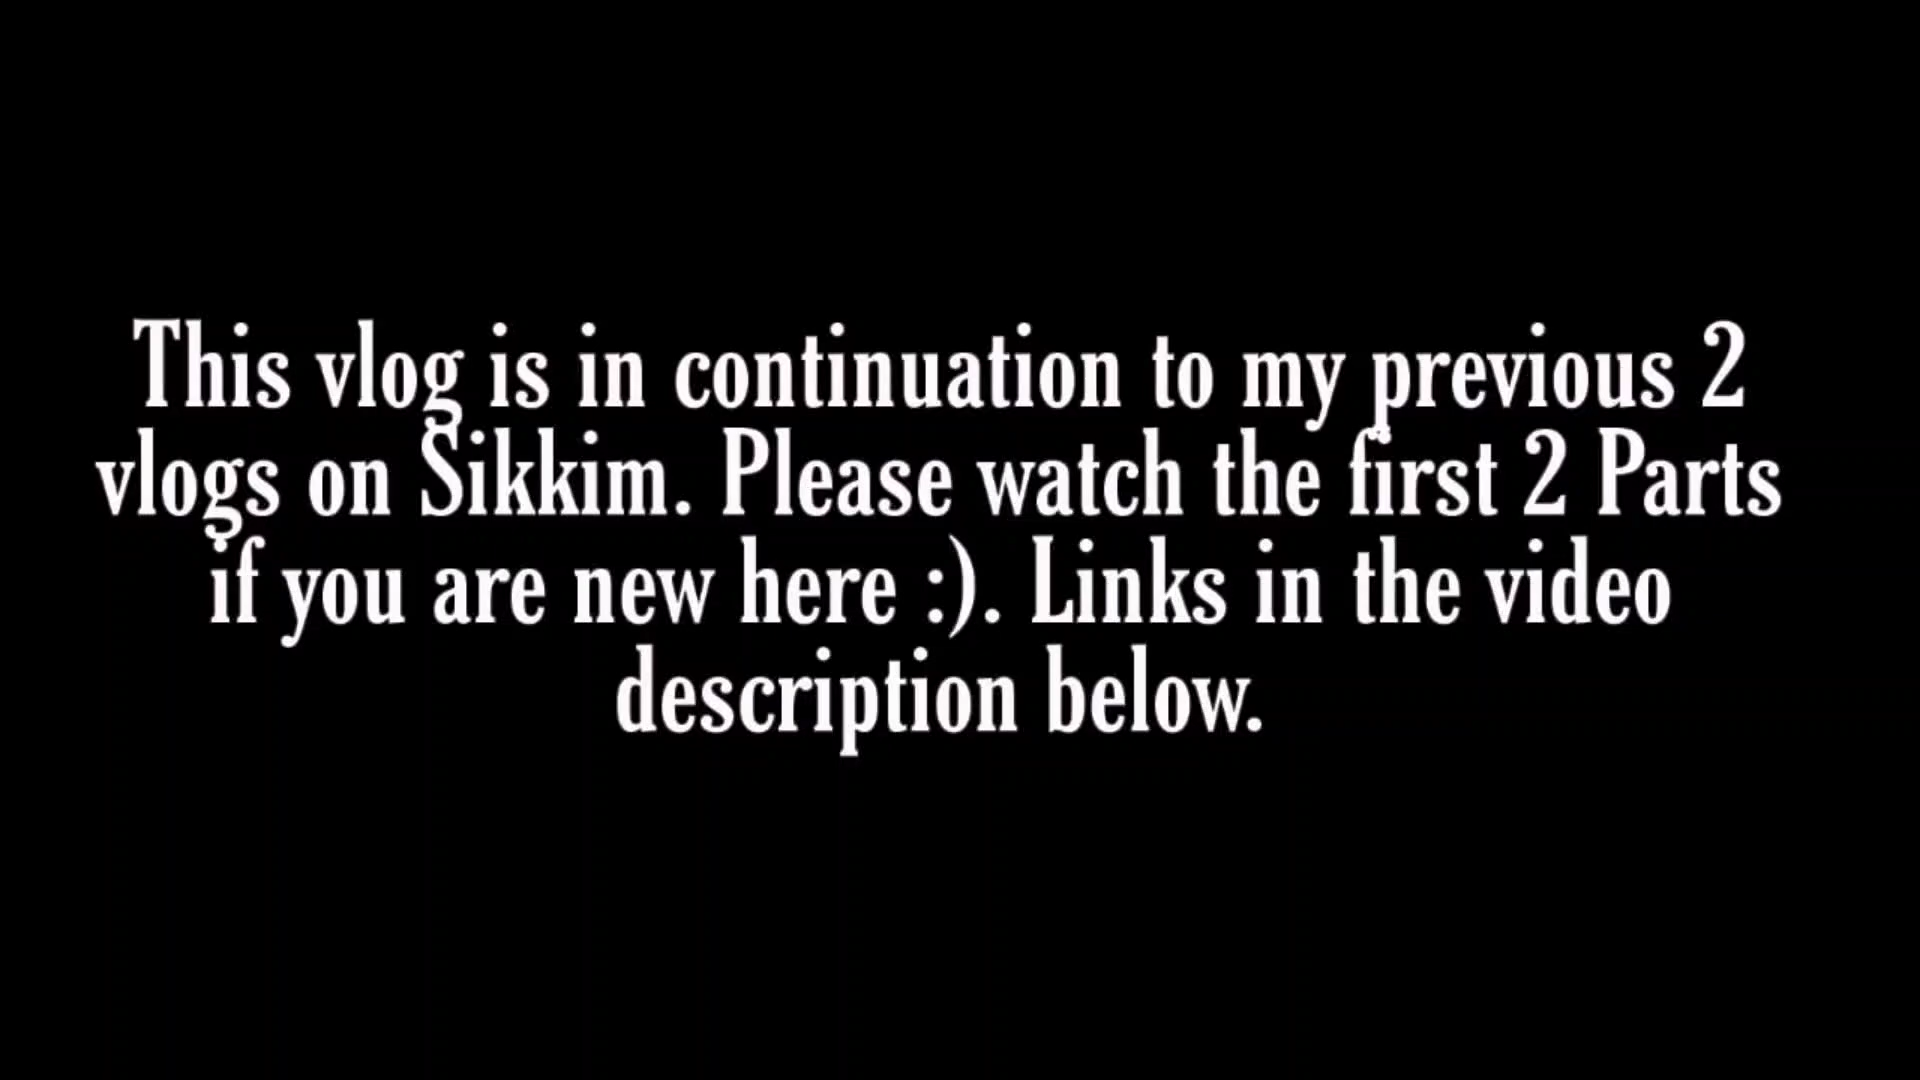 This vlog is in continuation to my previous 2
vlogs on Sikkim. Please watch the first 2 Parts
if you are new here :). Links in the video
description below.